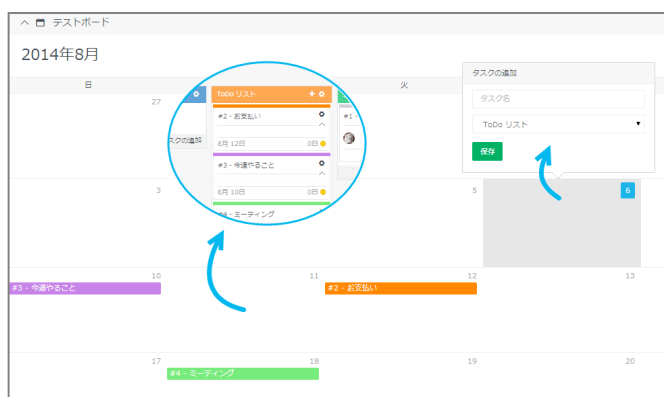 テストボード
2014年8月
日
火
27
ToDo リスト
#2 - お支払い
8月 12日
0日
#3 - 今週やること
8月 10日
0日
#4 - ミーティング
スクの追加
#1 -
タスクの追加
タスク名
ToDo リスト
保存
3
5
6
10
11
12
13
#3 - 今週やること
#2 - お支払い
17
18
19
20
#4 - ミーティング